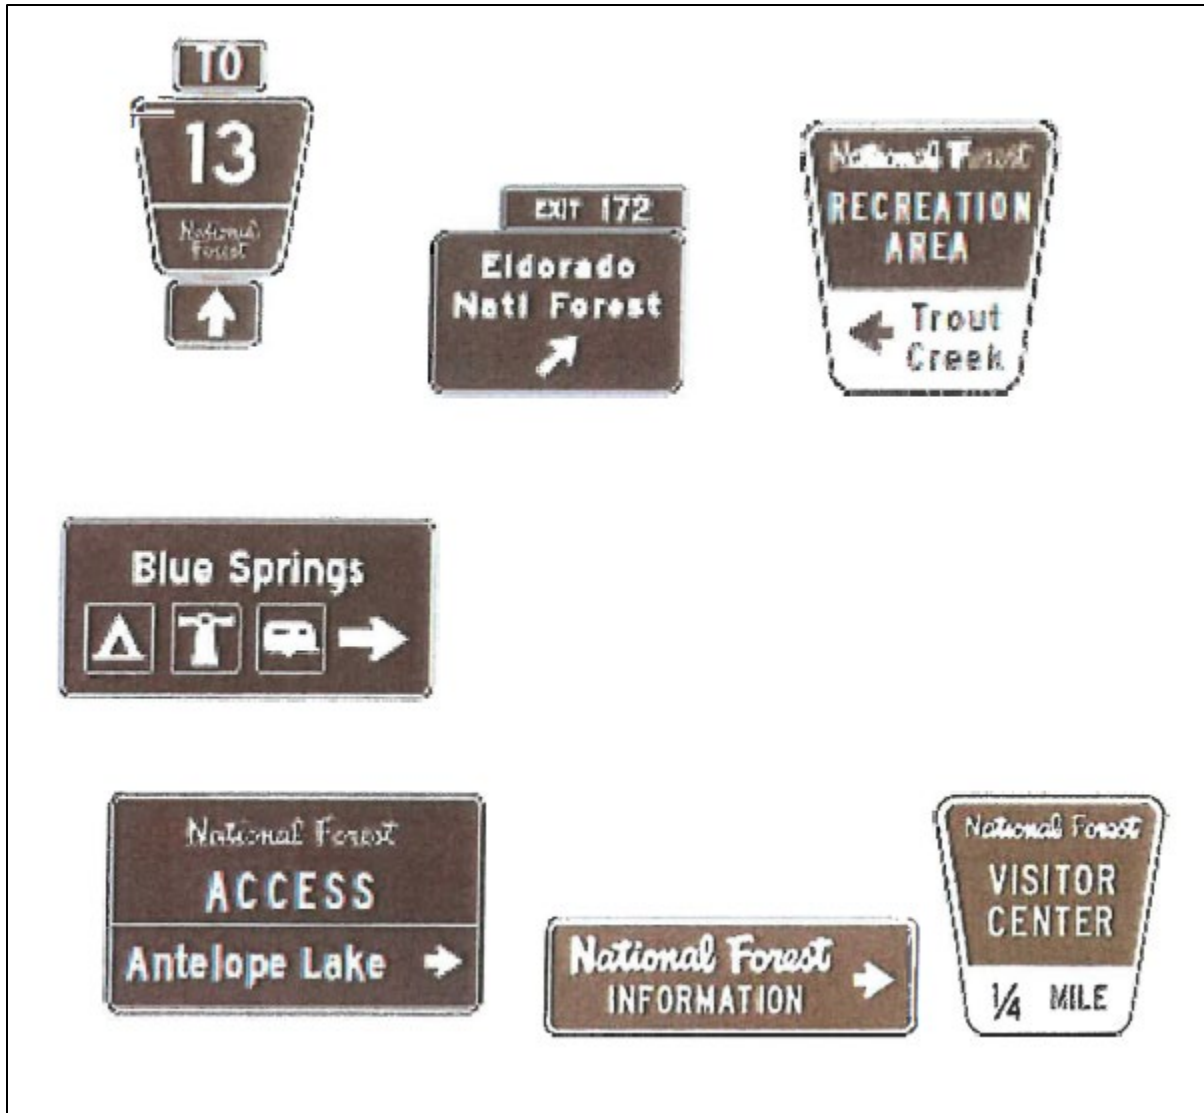 TO
13
National
Forest
EXIT 172
Eldorado
Natl Forest
National Forest
RECREATION
AREA
Trout
Creek
Blue Springs
National Forest
ACCESS
Antelope Lake
National Forest
INFORMATION
National Forest
VISITOR
CENTER
1/4 MILE